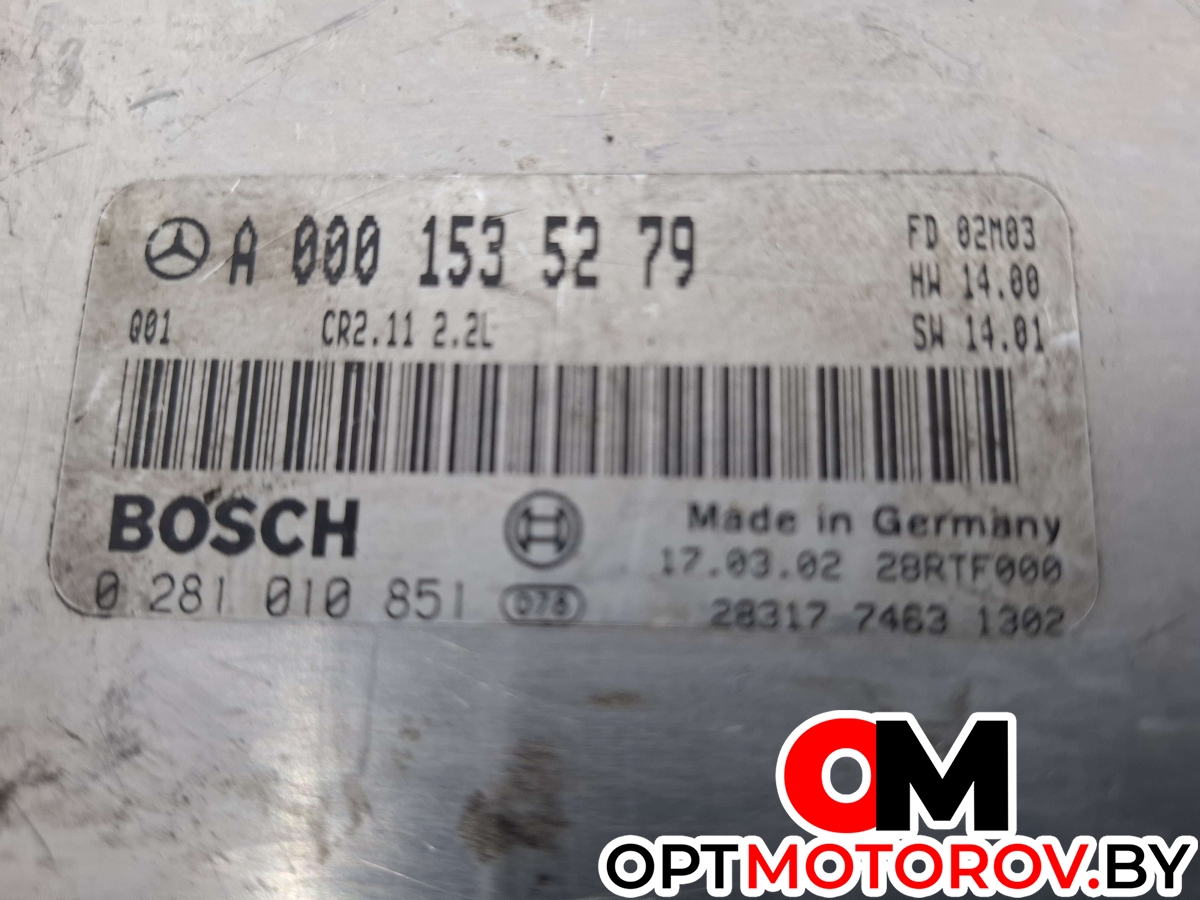 A 000 153 52 79
FD 02M03
HW 14.00
Q01 CR2.11 2.2L
SW 14.01
BOSCH
Made in Germany
17.03.02 28RTF000
0 281 010 851 078
28317 7463 1302
OM
OPTMOTOROV.BY